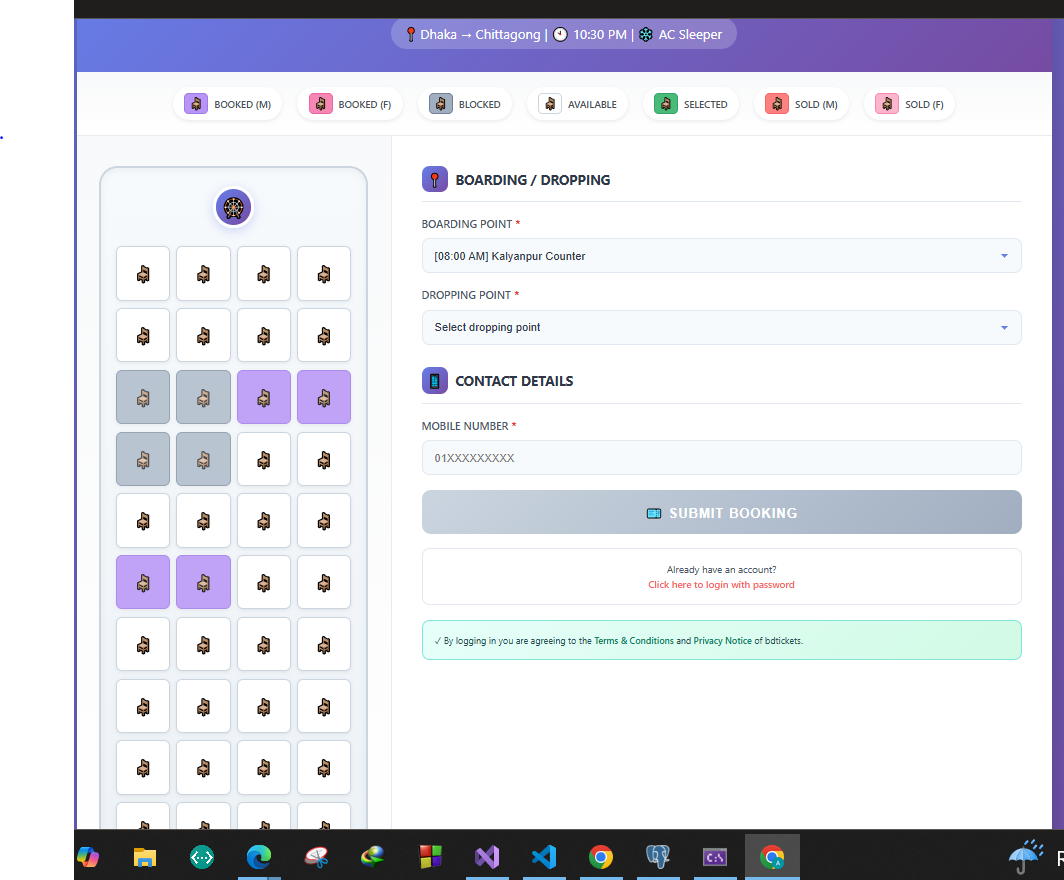 Dhaka → Chittagong | 10:30 PM | AC Sleeper
BOOKED (M) BOOKED (F) BLOCKED AVAILABLE SELECTED SOLD (M) SOLD (F)
BOARDING / DROPPING
BOARDING POINT *
[08:00 AM] Kalyanpur Counter
DROPPING POINT *
Select dropping point
CONTACT DETAILS
MOBILE NUMBER *
01XXXXXXXXX
SUBMIT BOOKING
Already have an account?
Click here to login with password
✓ By logging in you are agreeing to the Terms & Conditions and Privacy Notice of bdtickets.